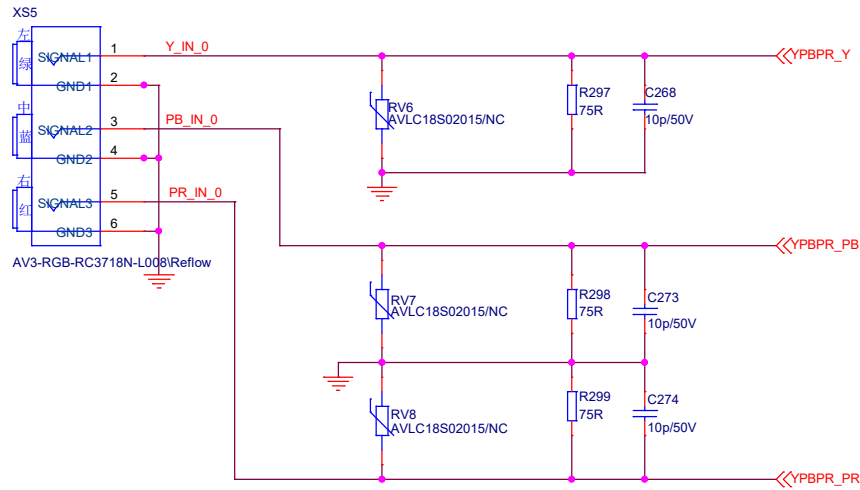 XS5
左
绿
SIGNAL1
1
Y_IN_0
GND1
2
中
蓝
SIGNAL2
3
PB_IN_0
GND2
4
右
红
SIGNAL3
5
PR_IN_0
GND3
6
AV3-RGB-RC3718N-L008\Reflow
RV6
AVLC18S02015/NC
R297
75R
C268
10p/50V
YPBPR_Y
YPBPR_PB
RV7
AVLC18S02015/NC
R298
75R
C273
10p/50V
RV8
AVLC18S02015/NC
R299
75R
C274
10p/50V
YPBPR_PR